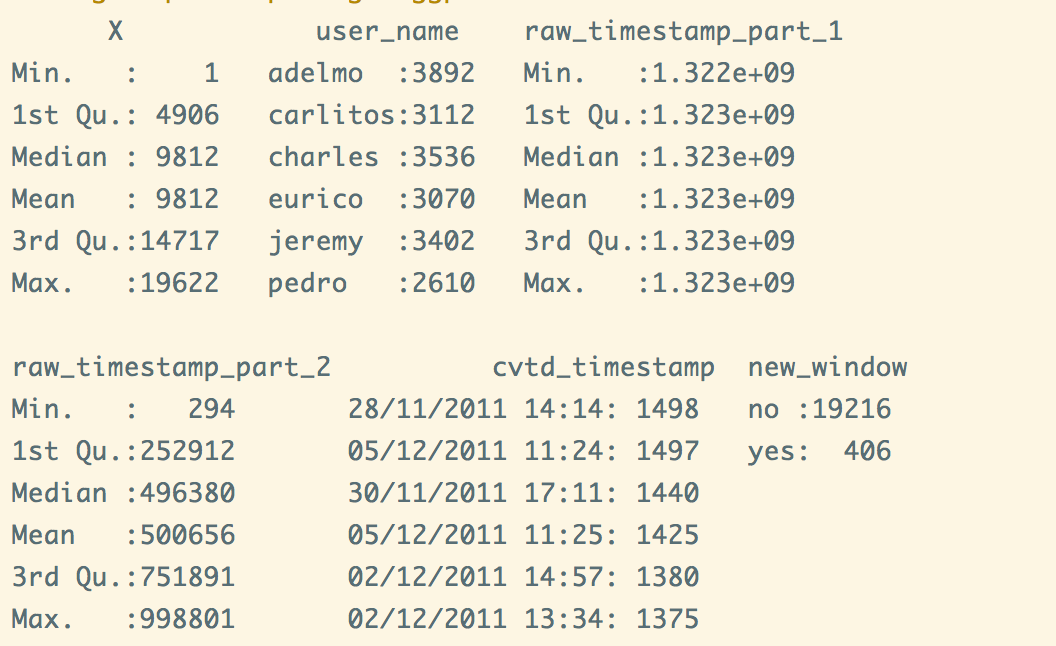 X            user_name    raw_timestamp_part_1
Min.   :    1   adelmo  :3892   Min.   :1.322e+09
1st Qu.: 4906   carlitos:3112   1st Qu.:1.323e+09
Median : 9812   charles :3536   Median :1.323e+09
Mean   : 9812   eurico  :3070   Mean   :1.323e+09
3rd Qu.:14717   jeremy  :3402   3rd Qu.:1.323e+09
Max.   :19622   pedro   :2610   Max.   :1.323e+09
raw_timestamp_part_2          cvtd_timestamp  new_window
Min.   :   294       28/11/2011 14:14: 1498   no :19216
1st Qu.:252912       05/12/2011 11:24: 1497   yes:  406
Median :496380       30/11/2011 17:11: 1440
Mean   :500656       05/12/2011 11:25: 1425
3rd Qu.:751891       02/12/2011 14:57: 1380
Max.   :998801       02/12/2011 13:34: 1375